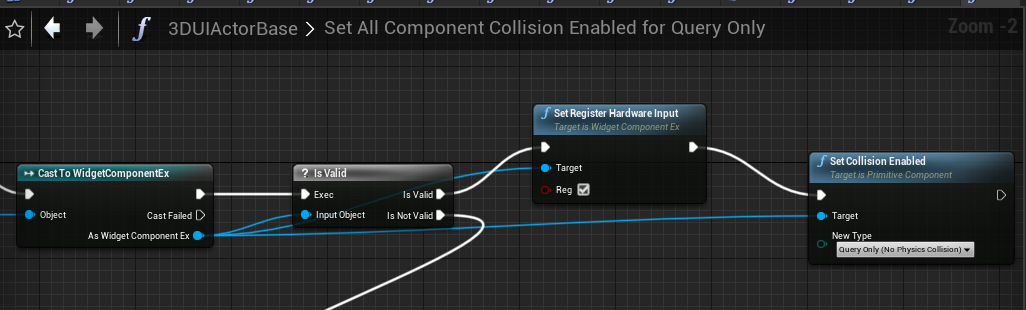 3DUIActorBase > Set All Component Collision Enabled for Query Only
Zoom -2
f Set Register Hardware Input
Target is Widget Component Ex
Target
Reg
Cast To WidgetComponentEx
Object
Cast Failed
As Widget Component Ex
? Is Valid
Exec
Is Valid
Input Object
Is Not Valid
f Set Collision Enabled
Target is Primitive Component
Target
New Type
Query Only (No Physics Collision)